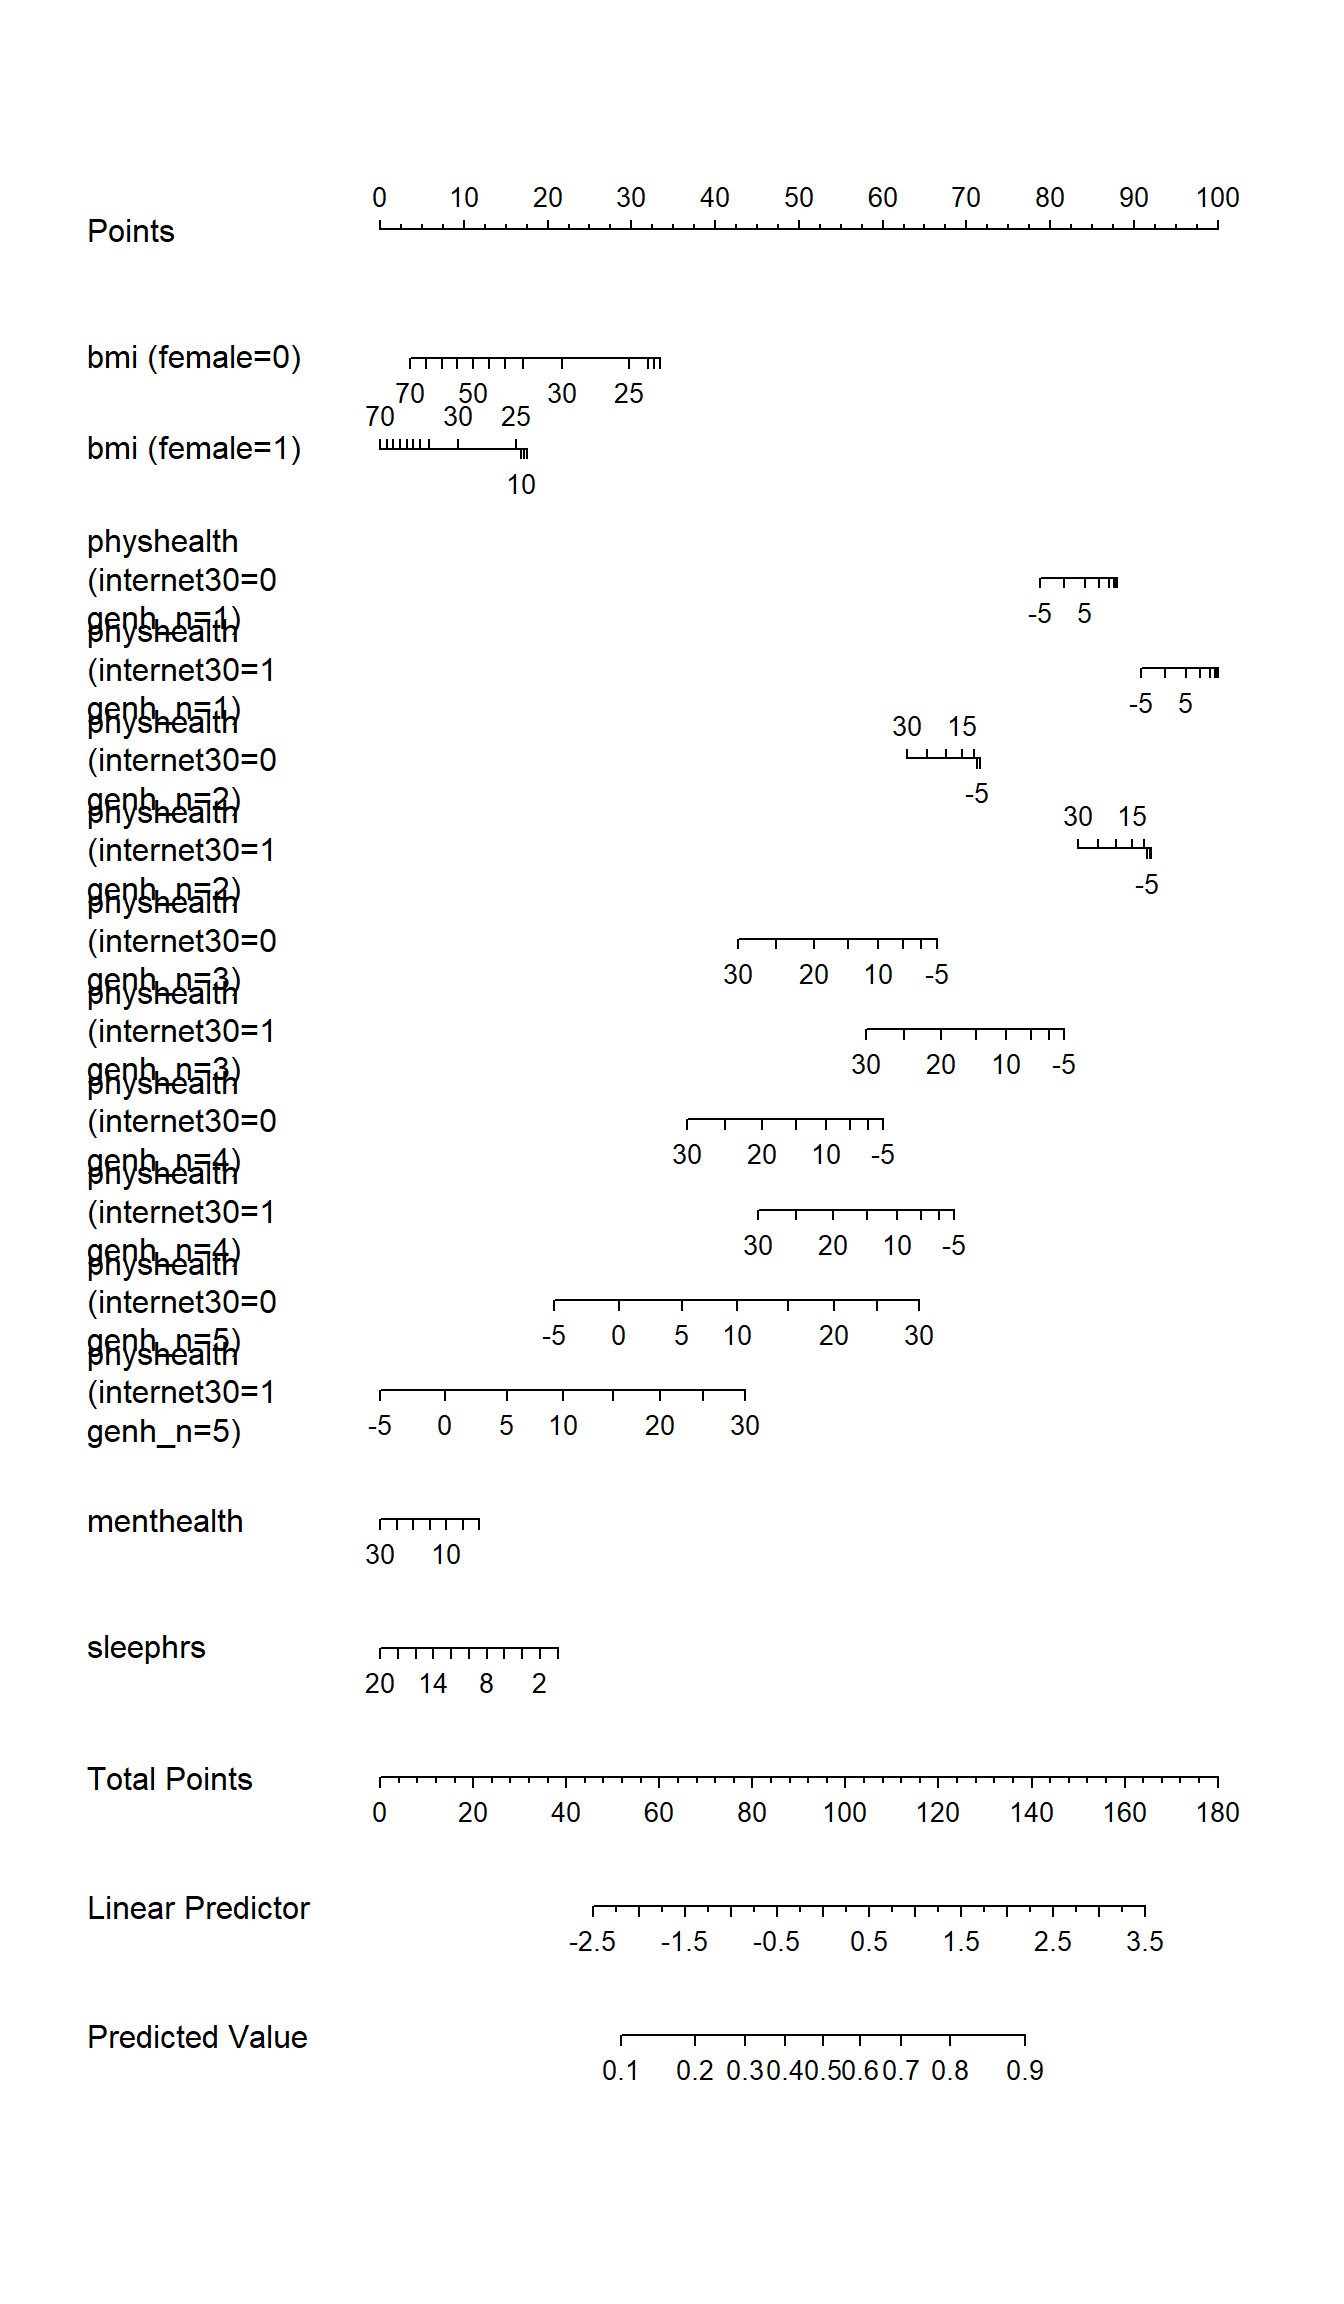 0 10 20 30 40 50 60 70 80 90 100
Points
bmi (female=0)
70 50 30 25
70 30 25
bmi (female=1)
10
physhealth
(internet30=0
genh_n=1)
-5 5
physhealth
(internet30=1
genh_n=1)
-5 5
physhealth
30 15
(internet30=0
genh_n=2)
-5
physhealth
30 15
(internet30=1
genh_n=2)
-5
physhealth
(internet30=0
genh_n=3)
30 20 10 -5
physhealth
(internet30=1
genh_n=3)
30 20 10 -5
physhealth
(internet30=0
genh_n=4)
30 20 10 -5
physhealth
(internet30=1
genh_n=4)
30 20 10 -5
physhealth
(internet30=0
genh_n=5)
-5 0 5 10 20 30
physhealth
(internet30=1
genh_n=5)
-5 0 5 10 20 30
menthealth
30 10
sleephrs
20 14 8 2
Total Points
0 20 40 60 80 100 120 140 160 180
Linear Predictor
-2.5 -1.5 -0.5 0.5 1.5 2.5 3.5
Predicted Value
0.1 0.2 0.3 0.4 0.5 0.6 0.7 0.8 0.9